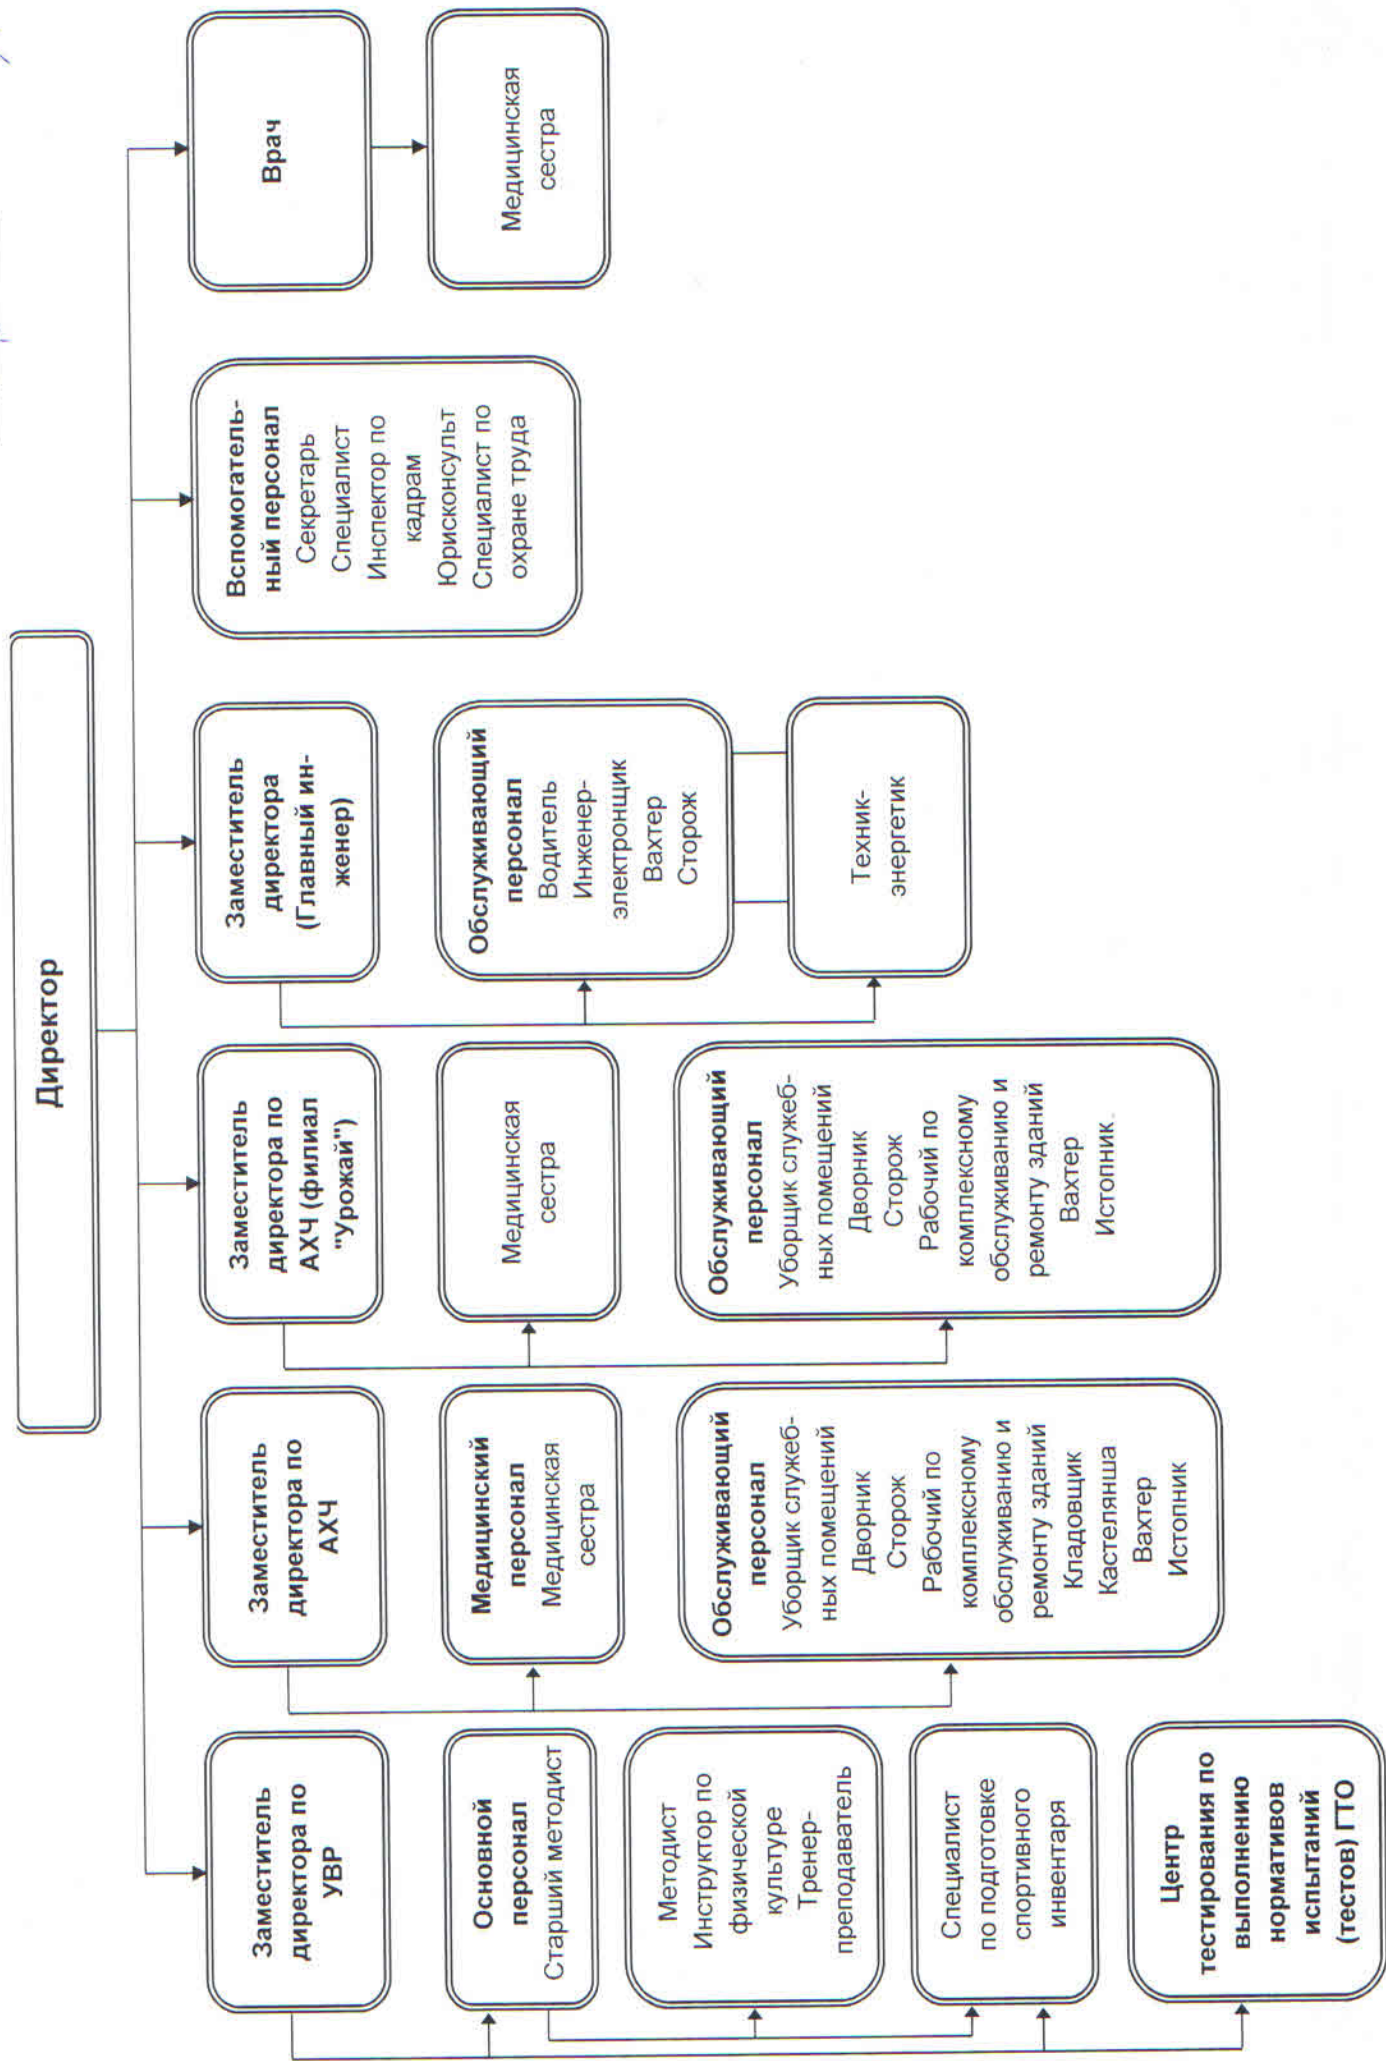 Директор
Заместитель
директора по
УВР
Заместитель
директора по
АХЧ
Заместитель
директора по
АХЧ (филиал
"Урожай")
Заместитель
директора
(Главный ин-
женер)
Вспомогатель-
ный персонал
Секретарь
Специалист
Инспектор по
кадрам
Юрисконсульт
Специалист по
охране труда
Врач
Основной
персонал
Старший методист
Медицинский
персонал
Медицинская
сестра
Медицинская
сестра
Обслуживающий
персонал
Водитель
Инженер-
электронщик
Вахтер
Сторож
Медицинская
сестра
Методист
Инструктор по
физической
культуре
Тренер-
преподаватель
Обслуживающий
персонал
Уборщик служеб-
ных помещений
Дворник
Сторож
Рабочий по
комплексному
обслуживанию и
ремонту зданий
Кладовщик
Кастелянша
Вахтер
Истопник
Обслуживающий
персонал
Уборщик служеб-
ных помещений
Дворник
Сторож
Рабочий по
комплексному
обслуживанию и
ремонту зданий
Вахтер
Истопник.
Техник-
энергетик
Специалист
по подготовке
спортивного
инвентаря
Центр
тестирования по
выполнению
нормативов
испытаний
(тестов) ГТО